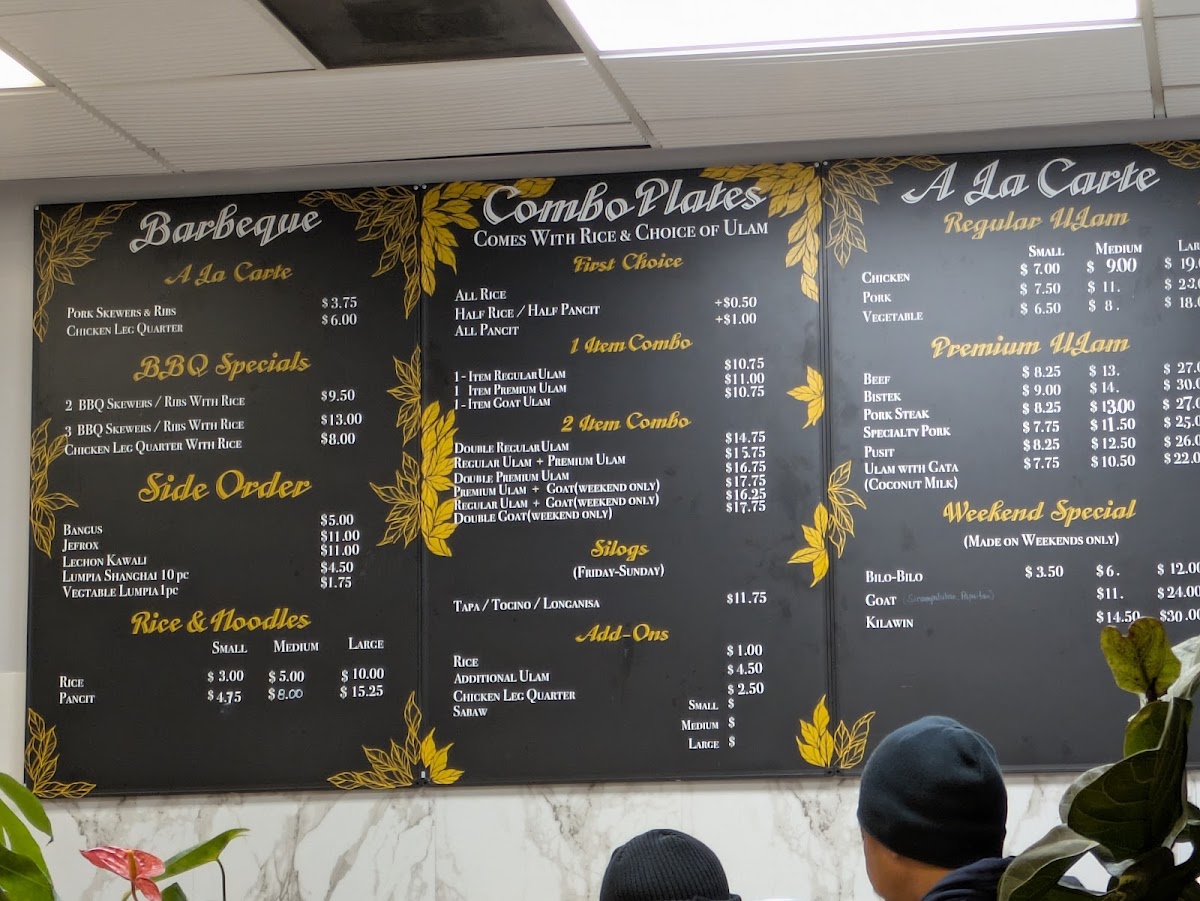 Barbeque
A La Carte
Pork Skewers & Ribs $3.75
Chicken Leg Quarter $6.00
BBQ Specials
2 BBQ Skewers / Ribs With Rice $9.50
3 BBQ Skewers / Ribs With Rice $13.00
Chicken Leg Quarter With Rice $8.00
Side Order
Bangus $5.00
Jefrox $11.00
Lechon Kawali $11.00
Lumpia Shanghai 10 pc $4.50
Vegtable Lumpia 1pc $1.75
Rice & Noodles
Small Medium Large
Rice $3.00 $5.00 $10.00
Pancit $4.75 $8.00 $15.25
Combo Plates
Comes With Rice & Choice of Ulam
First Choice
All Rice
Half Rice / Half Pancit +$0.50
All Pancit +$1.00
1 Item Combo
1 - Item Regular Ulam $10.75
1 Item Premium Ulam $11.00
1 - Item Goat Ulam $10.75
2 Item Combo
Double Regular Ulam $14.75
Regular Ulam + Premium Ulam $15.75
Double Premium Ulam $16.75
Premium Ulam + Goat(weekend only) $17.75
Regular Ulam + Goat(weekend only) $16.25
Double Goat(weekend only) $17.75
Silogs
(Friday-Sunday)
Tapa / Tocino / Longanisa $11.75
Add-Ons
Rice $1.00
Additional Ulam $4.50
Chicken Leg Quarter $2.50
Sabaw Small $
Medium $
Large $
A La Carte
Regular Ulam
Small Medium
Chicken $7.00 $9.00 $19.
Pork $7.50 $11. $23.
Vegetable $6.50 $8. $18.
Premium Ulam
Beef $8.25 $13. $27.
Bistek $9.00 $14. $30.
Pork Steak $8.25 $13.00 $27.
Specialty Pork $7.75 $11.50 $25.
Pusit $8.25 $12.50 $26.
Ulam with Gata $7.75 $10.50 $22.
(Coconut Milk)
Weekend Special
(Made on Weekends only)
Bilo-Bilo $3.50 $6. $12.00
Goat $11. $24.00
Kilawin $14.50 $30.00